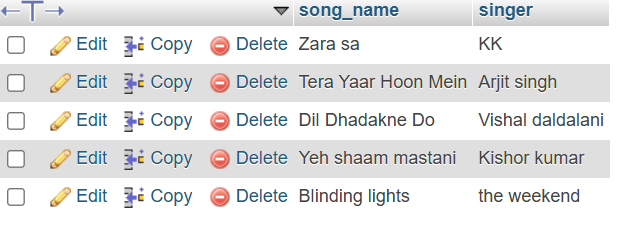 song_name singer
Edit Copy Delete Zara sa KK
Edit Copy Delete Tera Yaar Hoon Mein Arjit singh
Edit Copy Delete Dil Dhadakne Do Vishal daldalani
Edit Copy Delete Yeh shaam mastani Kishor kumar
Edit Copy Delete Blinding lights the weekend